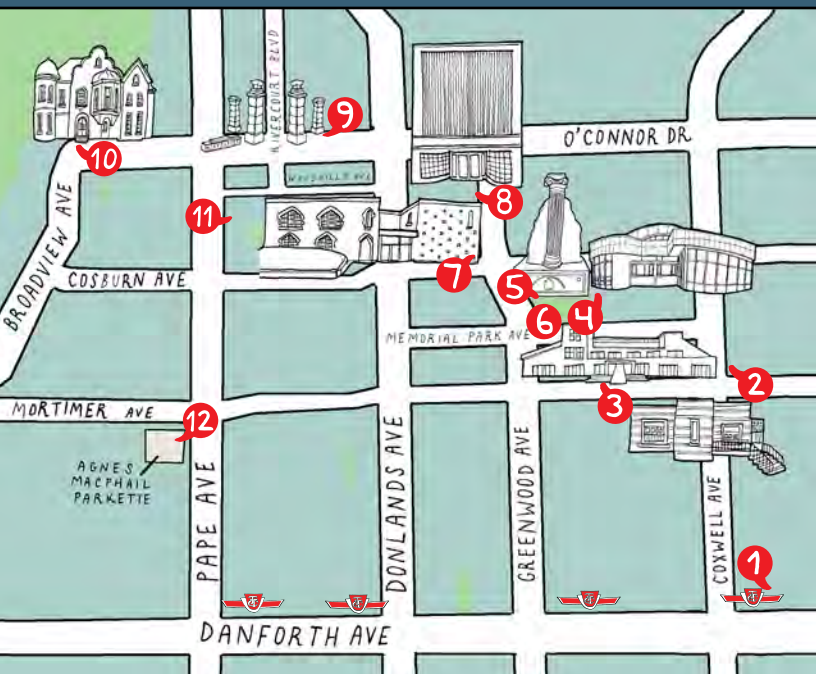 RIVERCOURT BLVD
9
O'CONNOR DR
10
WOODVILLE AVE
8
11
BROADVIEW AVE
COSBURN AVE
7
5
6
4
MEMORIAL PARK AVE
2
3
MORTIMER AVE
12
AGNES
MACPHAIL
PARKETTE
PAPE AVE
DONLANDS AVE
GREENWOOD AVE
COXWELL AVE
1
DANFORTH AVE